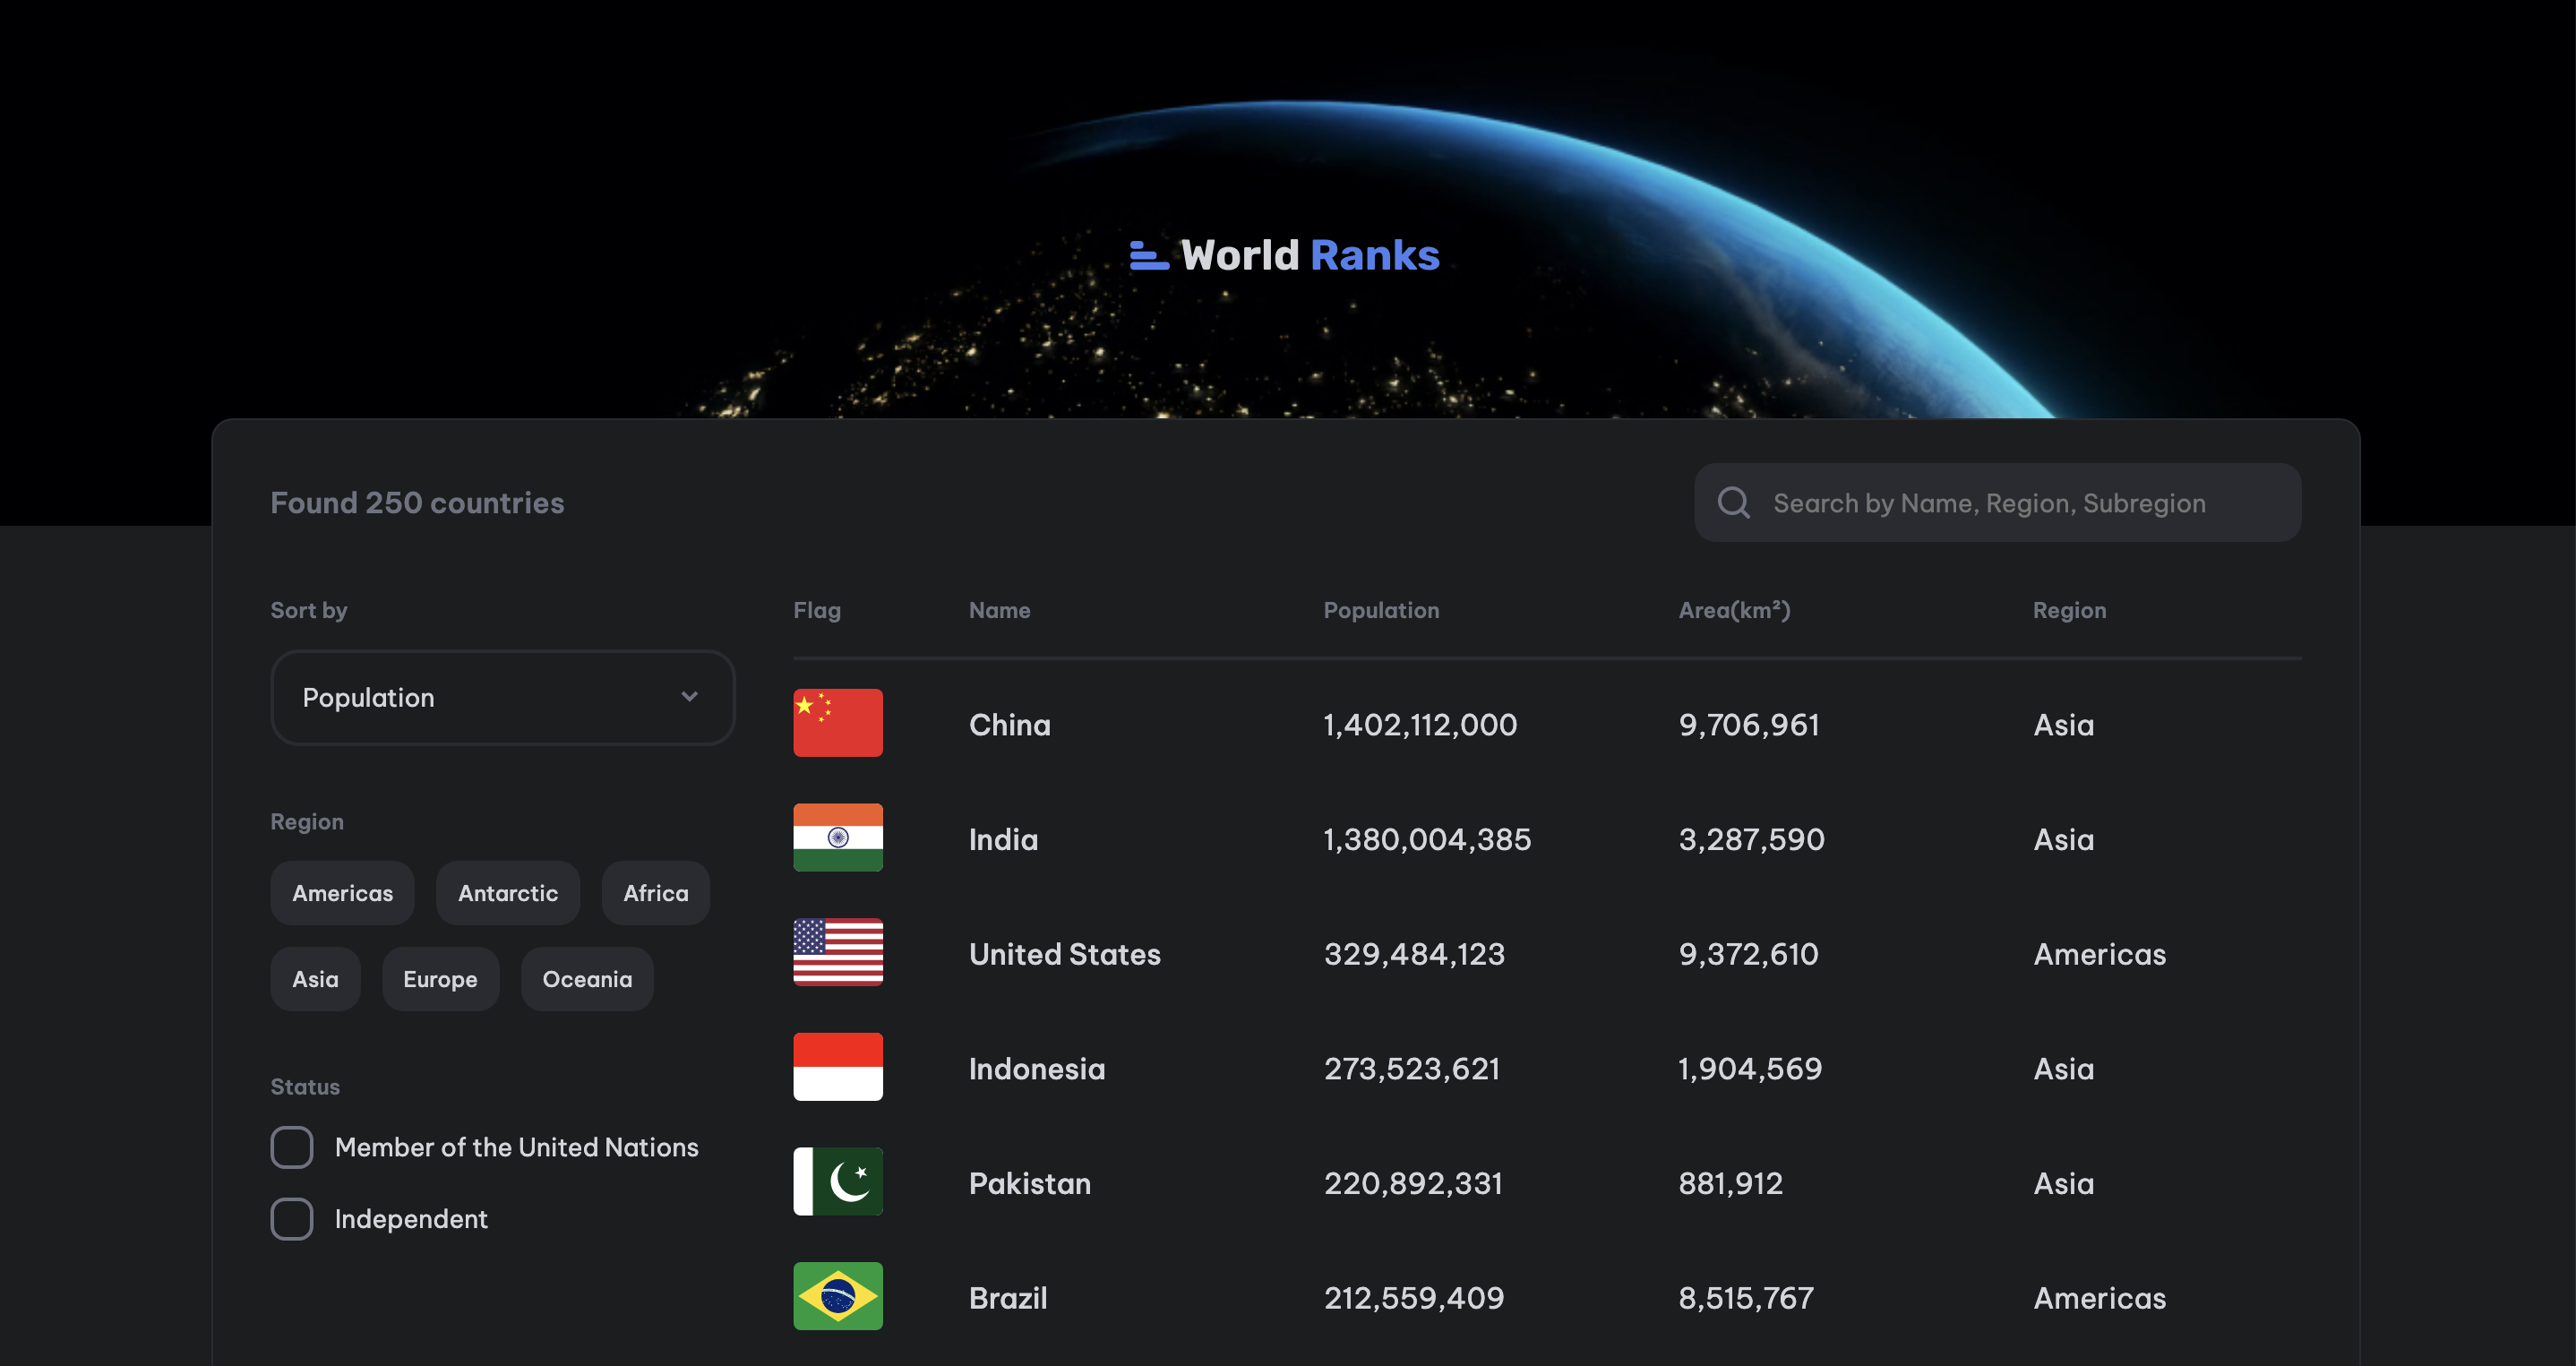 World Ranks
Found 250 countries
Search by Name, Region, Subregion
Sort by
Population
Region
Americas Antarctic Africa
Asia Europe Oceania
Status
Member of the United Nations
Independent
Flag Name Population Area(km²) Region
China 1,402,112,000 9,706,961 Asia
India 1,380,004,385 3,287,590 Asia
United States 329,484,123 9,372,610 Americas
Indonesia 273,523,621 1,904,569 Asia
Pakistan 220,892,331 881,912 Asia
Brazil 212,559,409 8,515,767 Americas